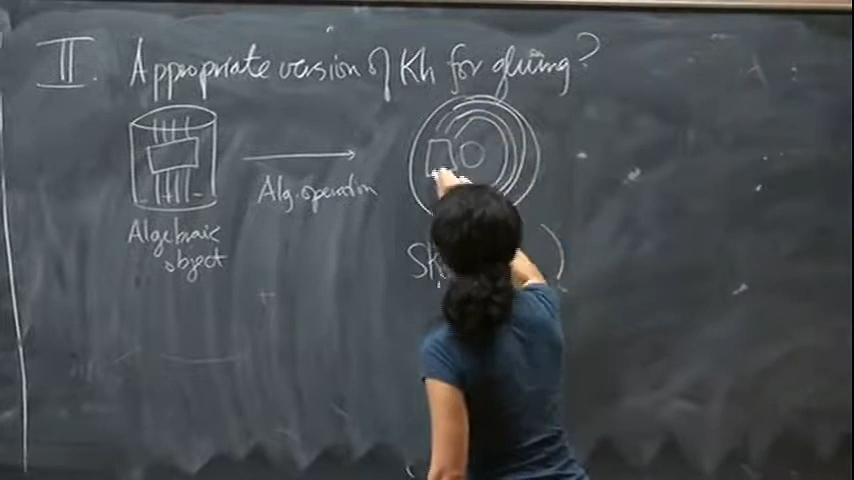 II. Appropriate version of Kh for gluing?
Alg. operation
Algebraic
object
SK
)